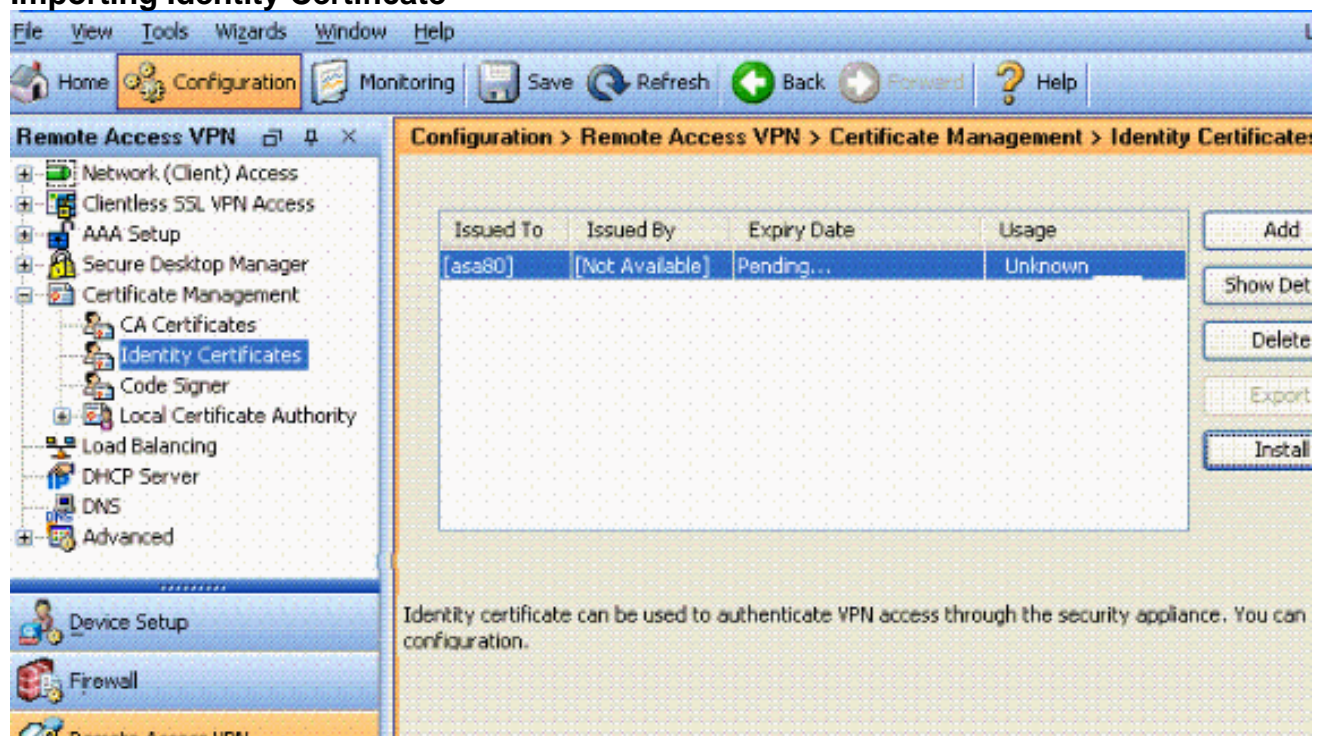 Importing Identity Certificate
File View Tools Wizards Window Help
Home Configuration Monitoring Save Refresh Back Forward Help
Remote Access VPN
Configuration > Remote Access VPN > Certificate Management > Identity Certificates
Network (Client) Access
Clientless SSL VPN Access
AAA Setup
Secure Desktop Manager
Certificate Management
CA Certificates
Identity Certificates
Code Signer
Local Certificate Authority
Load Balancing
DHCP Server
DNS
Advanced
Issued To Issued By Expiry Date Usage
[asa80] [Not Available] Pending... Unknown
Add
Show Det
Delete
Export
Install
Identity certificate can be used to authenticate VPN access through the security appliance. You can
configuration.
Device Setup
Firewall
Remote Access VPN